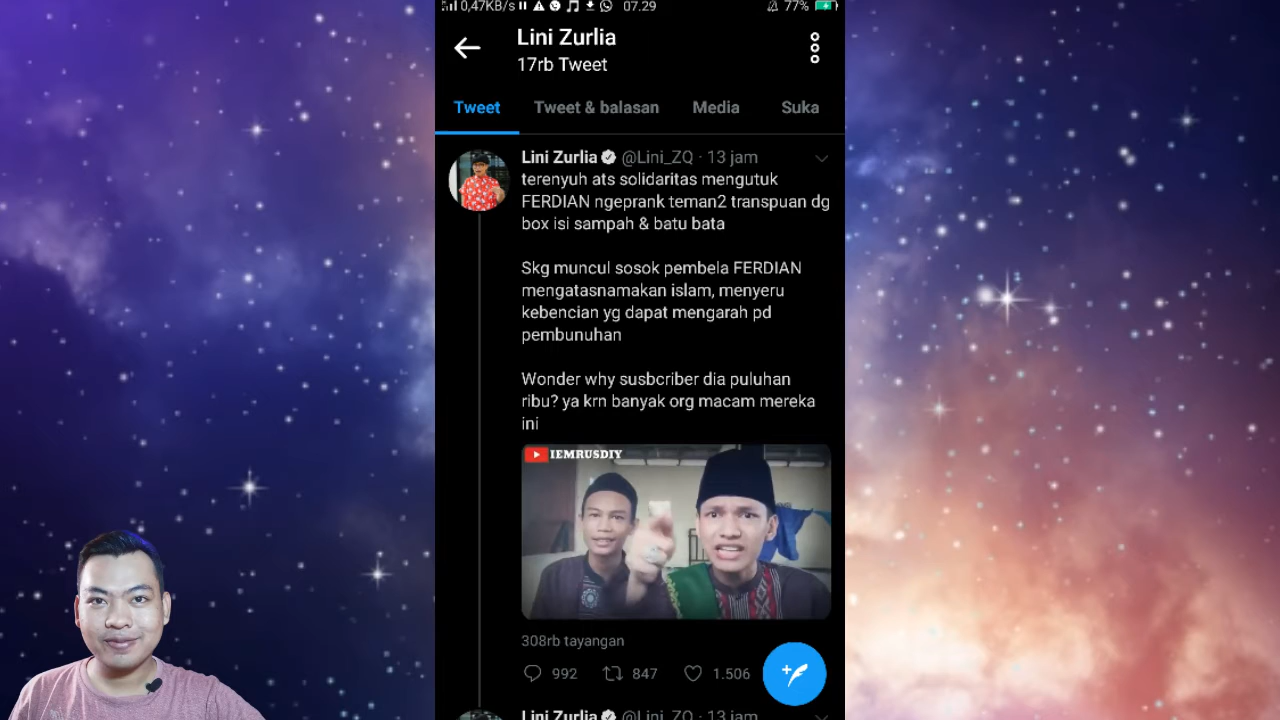 0,47KB/s 07.29 77%
Lini Zurlia
17rb Tweet
Tweet Tweet & balasan Media Suka
Lini Zurlia @Lini_ZQ · 13 jam
terenyuh ats solidaritas mengutuk
FERDIAN ngeprank teman2 transpuan dg
box isi sampah & batu bata
Skg muncul sosok pembela FERDIAN
mengatasnamakan islam, menyeru
kebencian yg dapat mengarah pd
pembunuhan
Wonder why susbcriber dia puluhan
ribu? ya krn banyak org macam mereka
ini
IEMRUSDIY
308rb tayangan
992 847 1.506
Lini Zurlia @Lini_ZQ · 13 jam